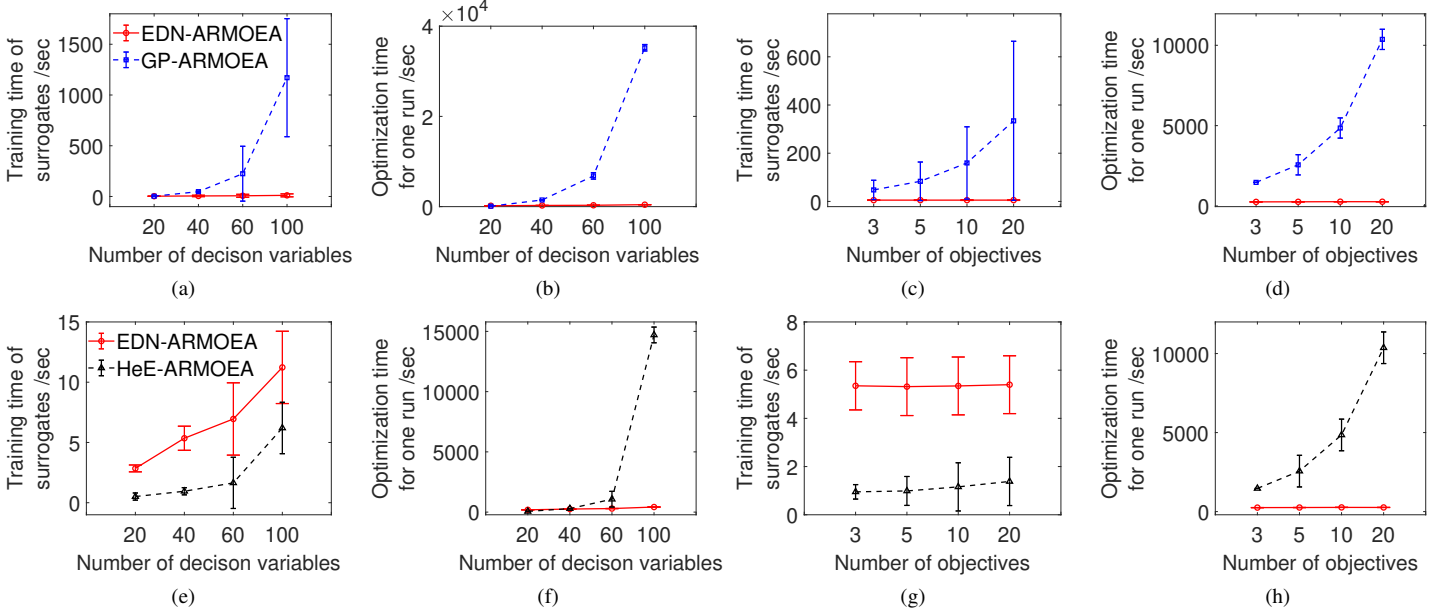 Training time of
surrogates /sec
1500
1000
500
0
EDN-ARMOEA
GP-ARMOEA
20 40 60 100
Number of decison variables
(a)
Optimization time
for one run /sec
× 10⁴
4
2
0
20 40 60 100
Number of decison variables
(b)
Training time of
surrogates /sec
600
400
200
0
3 5 10 20
Number of objectives
(c)
Optimization time
for one run /sec
10000
5000
0
3 5 10 20
Number of objectives
(d)
Training time of
surrogates /sec
15
10
5
0
EDN-ARMOEA
HeE-ARMOEA
20 40 60 100
Number of decison variables
(e)
Optimization time
for one run /sec
15000
10000
5000
0
20 40 60 100
Number of decison variables
(f)
Training time of
surrogates /sec
8
6
4
2
0
3 5 10 20
Number of objectives
(g)
Optimization time
for one run /sec
10000
5000
0
3 5 10 20
Number of objectives
(h)